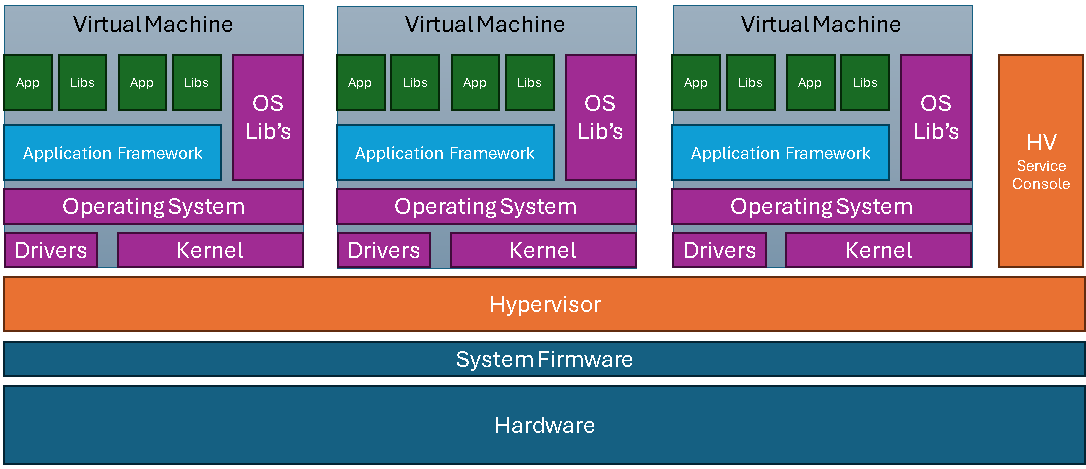 Virtual Machine
App
Libs
App
Libs
OS
Lib's
Application Framework
Operating System
Drivers
Kernel
Virtual Machine
App
Libs
App
Libs
OS
Lib's
Application Framework
Operating System
Drivers
Kernel
Virtual Machine
App
Libs
App
Libs
OS
Lib's
Application Framework
Operating System
Drivers
Kernel
HV
Service
Console
Hypervisor
System Firmware
Hardware